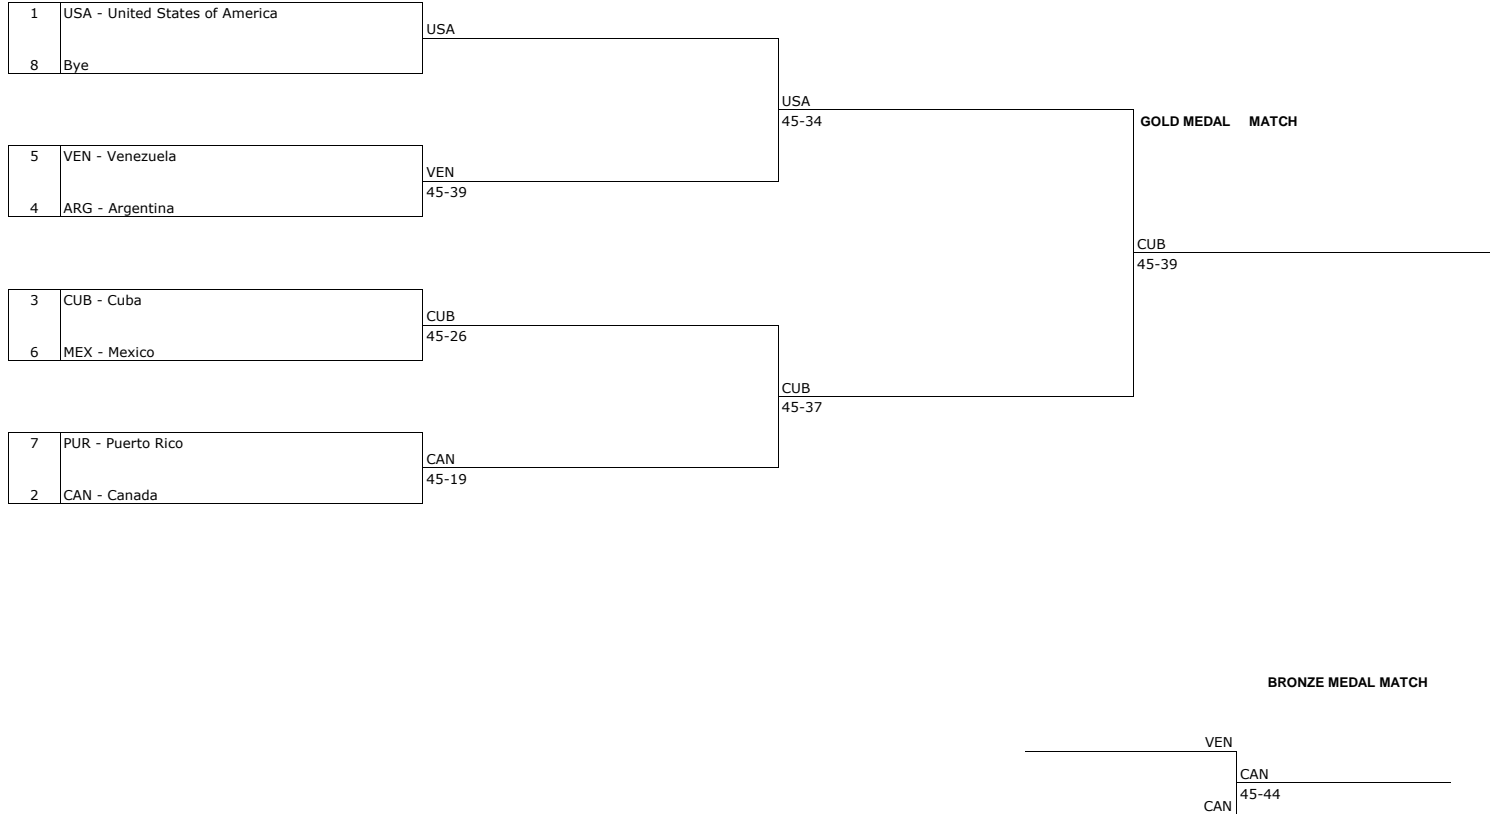 1 USA - United States of America
USA
8 Bye
USA
45-34
GOLD MEDAL MATCH
5 VEN - Venezuela
VEN
45-39
4 ARG - Argentina
CUB
45-39
3 CUB - Cuba
CUB
45-26
6 MEX - Mexico
CUB
45-37
7 PUR - Puerto Rico
CAN
45-19
2 CAN - Canada
BRONZE MEDAL MATCH
VEN
CAN
45-44
CAN